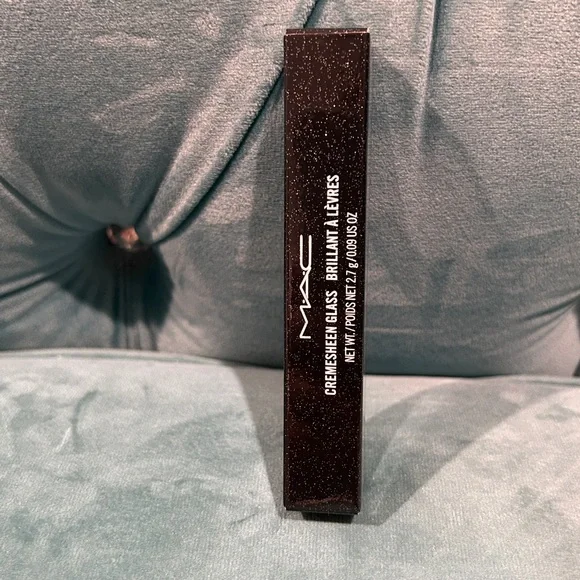 MAC
CREMESHEEN GLASS BRILLANT À LÈVRES
NET WT./POIDS NET 2.7 g/0.09 US OZ